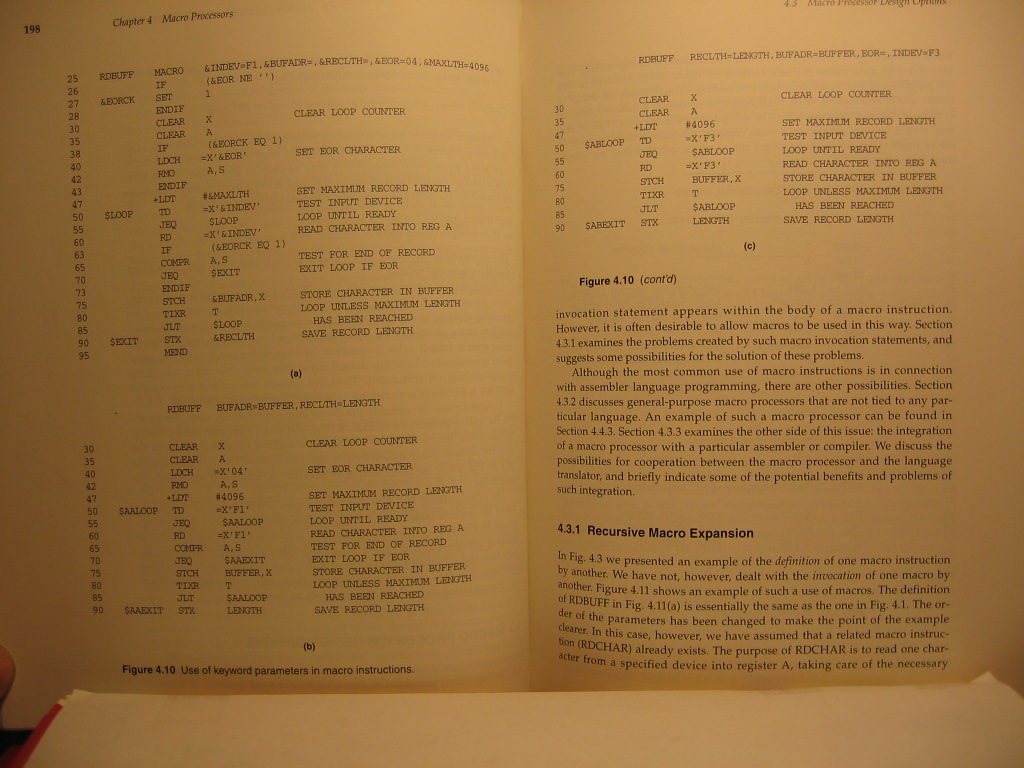 198 Chapter 4 Macro Processors
25 RDBUFF MACRO &INDEV=F1,&BUFADR=,&RECLTH=,&EOR=04,&MAXLTH=4096
26 IF (&EOR NE '')
27 &EORCK SET 1
28 ENDIF
30 CLEAR X CLEAR LOOP COUNTER
35 CLEAR A
38 IF (&EORCK EQ 1)
40 LDCH =X'&EOR' SET EOR CHARACTER
42 RMO A,S
43 ENDIF
47 +LDT #&MAXLTH SET MAXIMUM RECORD LENGTH
50 $LOOP TD =X'&INDEV' TEST INPUT DEVICE
55 JEQ $LOOP LOOP UNTIL READY
60 RD =X'&INDEV' READ CHARACTER INTO REG A
63 IF (&EORCK EQ 1)
65 COMPR A,S TEST FOR END OF RECORD
70 JEQ $EXIT EXIT LOOP IF EOR
73 ENDIF
75 STCH &BUFADR,X STORE CHARACTER IN BUFFER
80 TIXR T LOOP UNLESS MAXIMUM LENGTH
85 JLT $LOOP HAS BEEN REACHED
90 $EXIT STX &RECLTH SAVE RECORD LENGTH
95 MEND
(a)
RDBUFF BUFADR=BUFFER,RECLTH=LENGTH
30 CLEAR X CLEAR LOOP COUNTER
35 CLEAR A
40 LDCH =X'04' SET EOR CHARACTER
42 RMO A,S
47 +LDT #4096 SET MAXIMUM RECORD LENGTH
50 $AALOOP TD =X'F1' TEST INPUT DEVICE
55 JEQ $AALOOP LOOP UNTIL READY
60 RD =X'F1' READ CHARACTER INTO REG A
65 COMPR A,S TEST FOR END OF RECORD
70 JEQ $AAEXIT EXIT LOOP IF EOR
75 STCH BUFFER,X STORE CHARACTER IN BUFFER
80 TIXR T LOOP UNLESS MAXIMUM LENGTH
85 JLT $AALOOP HAS BEEN REACHED
90 $AAEXIT STX LENGTH SAVE RECORD LENGTH
(b)
Figure 4.10 Use of keyword parameters in macro instructions.
4.3 Macro Processor Design Options
RDBUFF RECLTH=LENGTH,BUFADR=BUFFER,EOR=,INDEV=F3
30 CLEAR X CLEAR LOOP COUNTER
35 CLEAR A
47 +LDT #4096 SET MAXIMUM RECORD LENGTH
50 $ABLOOP TD =X'F3' TEST INPUT DEVICE
55 JEQ $ABLOOP LOOP UNTIL READY
60 RD =X'F3' READ CHARACTER INTO REG A
75 STCH BUFFER,X STORE CHARACTER IN BUFFER
80 TIXR T LOOP UNLESS MAXIMUM LENGTH
85 JLT $ABLOOP HAS BEEN REACHED
90 $ABEXIT STX LENGTH SAVE RECORD LENGTH
(c)
Figure 4.10 (cont'd)
invocation statement appears within the body of a macro instruction.
However, it is often desirable to allow macros to be used in this way. Section
4.3.1 examines the problems created by such macro invocation statements, and
suggests some possibilities for the solution of these problems.
Although the most common use of macro instructions is in connection
with assembler language programming, there are other possibilities. Section
4.3.2 discusses general-purpose macro processors that are not tied to any par-
ticular language. An example of such a macro processor can be found in
Section 4.4.3. Section 4.3.3 examines the other side of this issue: the integration
of a macro processor with a particular assembler or compiler. We discuss the
possibilities for cooperation between the macro processor and the language
translator, and briefly indicate some of the potential benefits and problems of
such integration.
4.3.1 Recursive Macro Expansion
In Fig. 4.3 we presented an example of the definition of one macro instruction
by another. We have not, however, dealt with the invocation of one macro by
another. Figure 4.11 shows an example of such a use of macros. The definition
of RDBUFF in Fig. 4.11(a) is essentially the same as the one in Fig. 4.1. The or-
der of the parameters has been changed to make the point of the example
clearer. In this case, however, we have assumed that a related macro instruc-
tion (RDCHAR) already exists. The purpose of RDCHAR is to read one char-
acter from a specified device into register A, taking care of the necessary